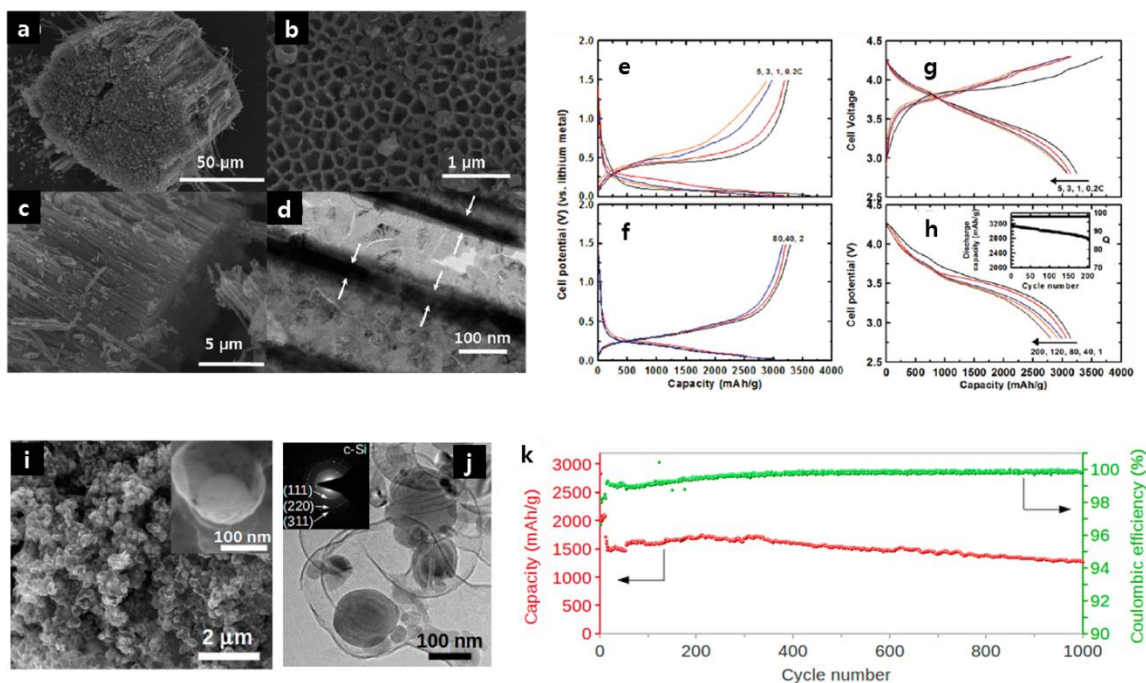 a
50 µm
b
1 µm
c
5 µm
d
100 nm
e
Cell potential (V) (vs. lithium metal)
2.0
1.5
1.0
0.5
0.0
5, 3, 1, 0.2C
f
2.0
1.5
1.0
0.5
0.0
80,40, 2
0 500 1000 1500 2000 2500 3000 3500 4000
Capacity (mAh/g)
g
Cell Voltage
4.5
4.0
3.5
3.0
2.5
5, 3, 1, 0.2C
h
Cell potential (V)
4.5
4.0
3.5
3.0
2.5
Discharge
capacity (mAh/g)
3200
2800
2400
2000
0 50 100 150 200
Cycle number
100
90
80
70
Q
200, 120, 80, 40, 1
0 500 1000 1500 2000 2500 3000 3500 4000
Capacity (mAh/g)
i
100 nm
2 µm
j
c-Si
(111)
(220)
(311)
100 nm
k
Capacity (mAh/g)
3000
2500
2000
1500
1000
500
0
Coulombic efficiency (%)
100
98
96
94
92
90
0 200 400 600 800 1000
Cycle number